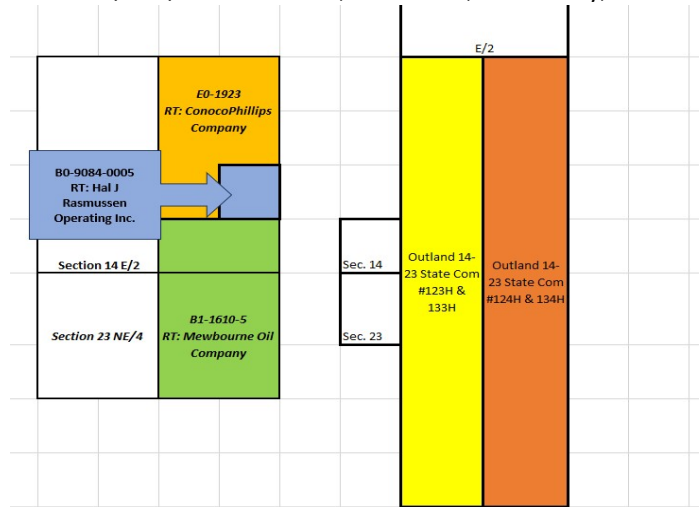 E/2
E0-1923
RT: ConocoPhillips
Company
B0-9084-0005
RT: Hal J
Rasmussen
Operating Inc.
Section 14 E/2
Section 23 NE/4
B1-1610-5
RT: Mewbourne Oil
Company
Sec. 14
Sec. 23
Outland 14-
23 State Com
#123H &
133H
Outland 14-
23 State Com
#124H & 134H